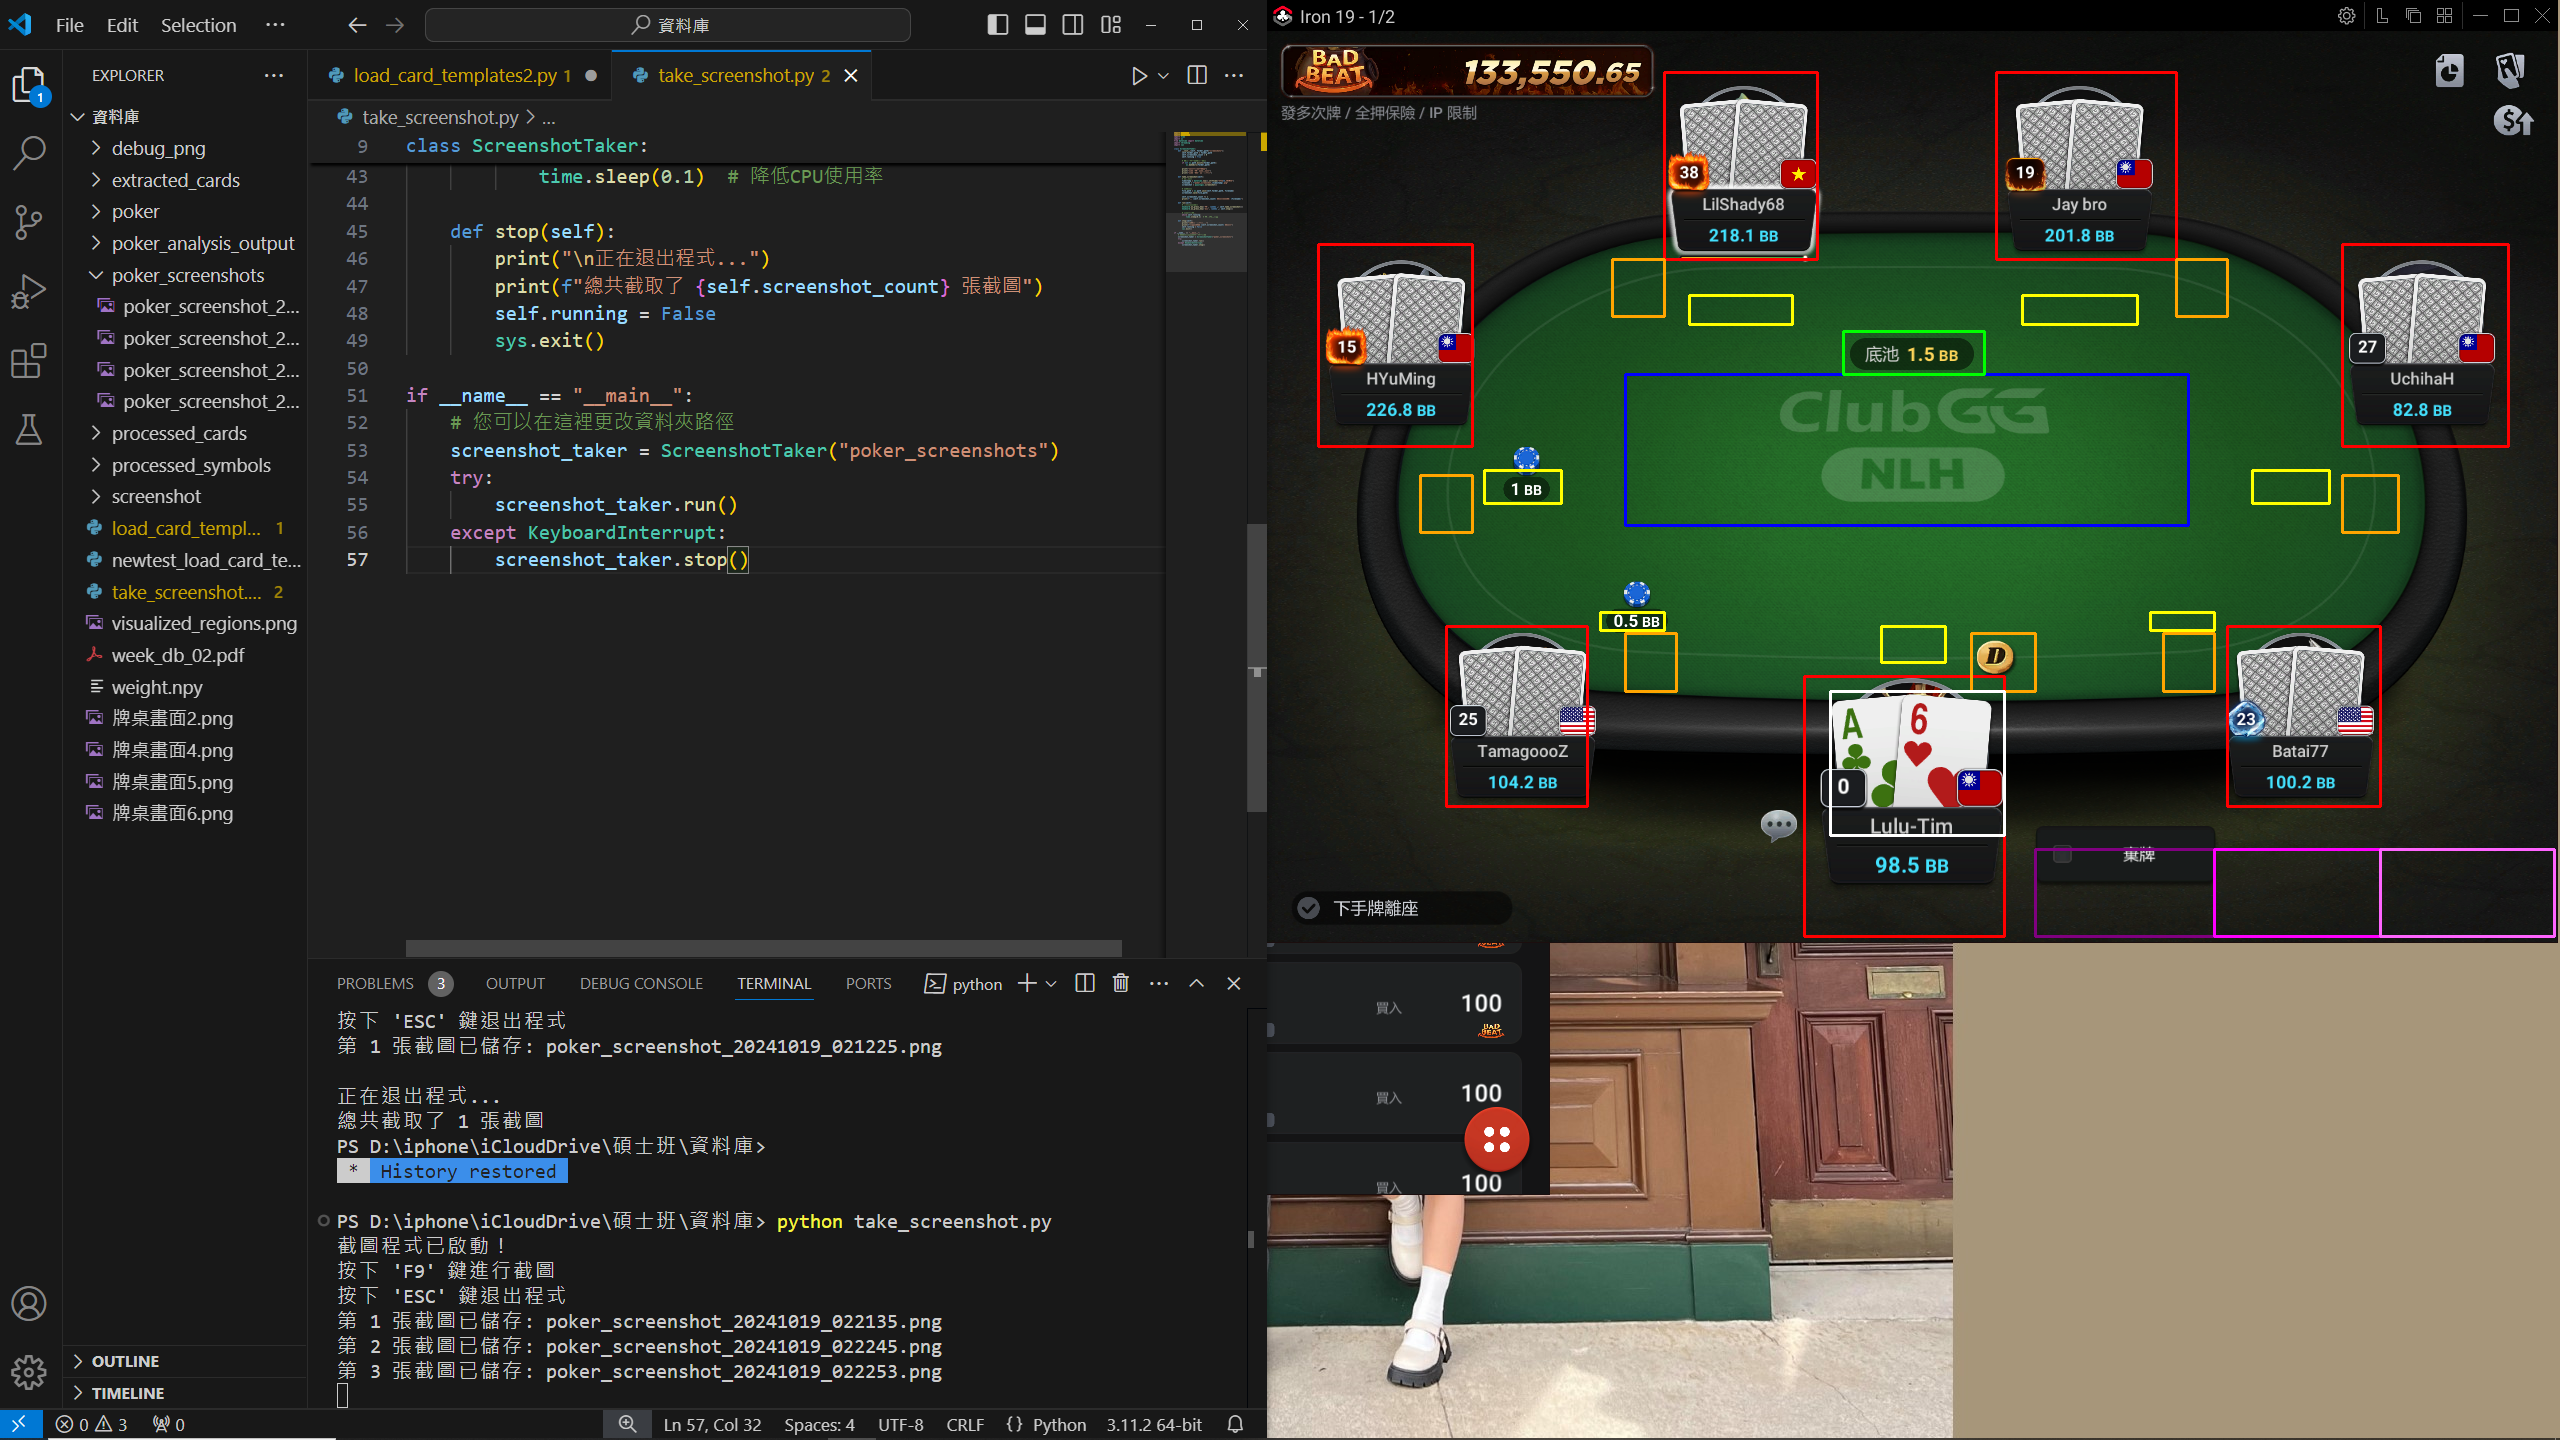 File Edit Selection ···
資料庫
EXPLORER
資料庫
debug_png
extracted_cards
poker
poker_analysis_output
poker_screenshots
poker_screenshot_2...
poker_screenshot_2...
poker_screenshot_2...
poker_screenshot_2...
processed_cards
processed_symbols
screenshot
load_card_templ... 1
newtest_load_card_te...
take_screenshot.... 2
visualized_regions.png
week_db_02.pdf
weight.npy
牌桌畫面2.png
牌桌畫面4.png
牌桌畫面5.png
牌桌畫面6.png
OUTLINE
TIMELINE
1
load_card_templates2.py 1
take_screenshot.py 2
take_screenshot.py > ...
9 class ScreenshotTaker:
43 time.sleep(0.1) # 降低CPU使用率
44
45 def stop(self):
46 print("\n正在退出程式...")
47 print(f"總共截取了 {self.screenshot_count} 張截圖")
48 self.running = False
49 sys.exit()
50
51 if __name__ == "__main__":
52 # 您可以在這裡更改資料夾路徑
53 screenshot_taker = ScreenshotTaker("poker_screenshots")
54 try:
55 screenshot_taker.run()
56 except KeyboardInterrupt:
57 screenshot_taker.stop()
PROBLEMS 3 OUTPUT DEBUG CONSOLE TERMINAL PORTS python
按下 'ESC' 鍵退出程式
第 1 張截圖已儲存: poker_screenshot_20241019_021225.png
正在退出程式...
總共截取了 1 張截圖
PS D:\iphone\iCloudDrive\碩士班\資料庫>
* History restored
PS D:\iphone\iCloudDrive\碩士班\資料庫> python take_screenshot.py
截圖程式已啟動！
按下 'F9' 鍵進行截圖
按下 'ESC' 鍵退出程式
第 1 張截圖已儲存: poker_screenshot_20241019_022135.png
第 2 張截圖已儲存: poker_screenshot_20241019_022245.png
第 3 張截圖已儲存: poker_screenshot_20241019_022253.png
0 3 0
Ln 57, Col 32 Spaces: 4 UTF-8 CRLF {} Python 3.11.2 64-bit
Iron 19 - 1/2
BAD BEAT 133,550.65
發多次牌 / 全押保險 / IP 限制
38
LilShady68
218.1 BB
19
Jay bro
201.8 BB
15
HYuMing
226.8 BB
27
UchihaH
82.8 BB
底池 1.5 BB
ClubGG
NLH
1 BB
0.5 BB
D
25
TamagoooZ
104.2 BB
A 6
0
Lulu-Tim
98.5 BB
23
Batai77
100.2 BB
棄牌
下手牌離座
買入 100
BAD BEAT
買入 100
買入 100